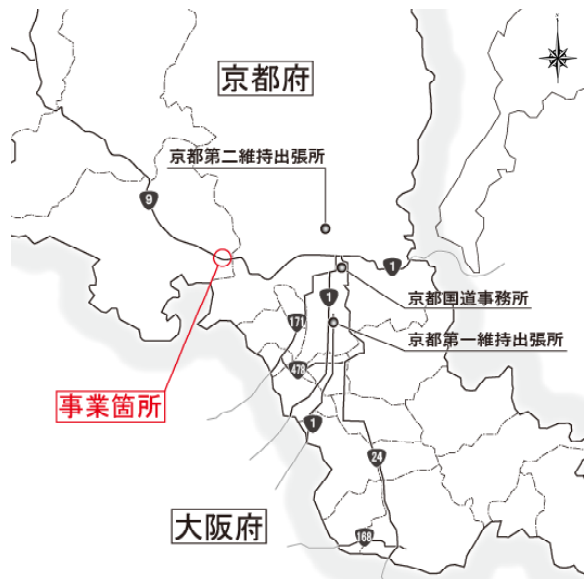 京都府
京都第二維持出張所
9
1
京都国道事務所
1
171
京都第一維持出張所
478
事業箇所
1
24
大阪府
168